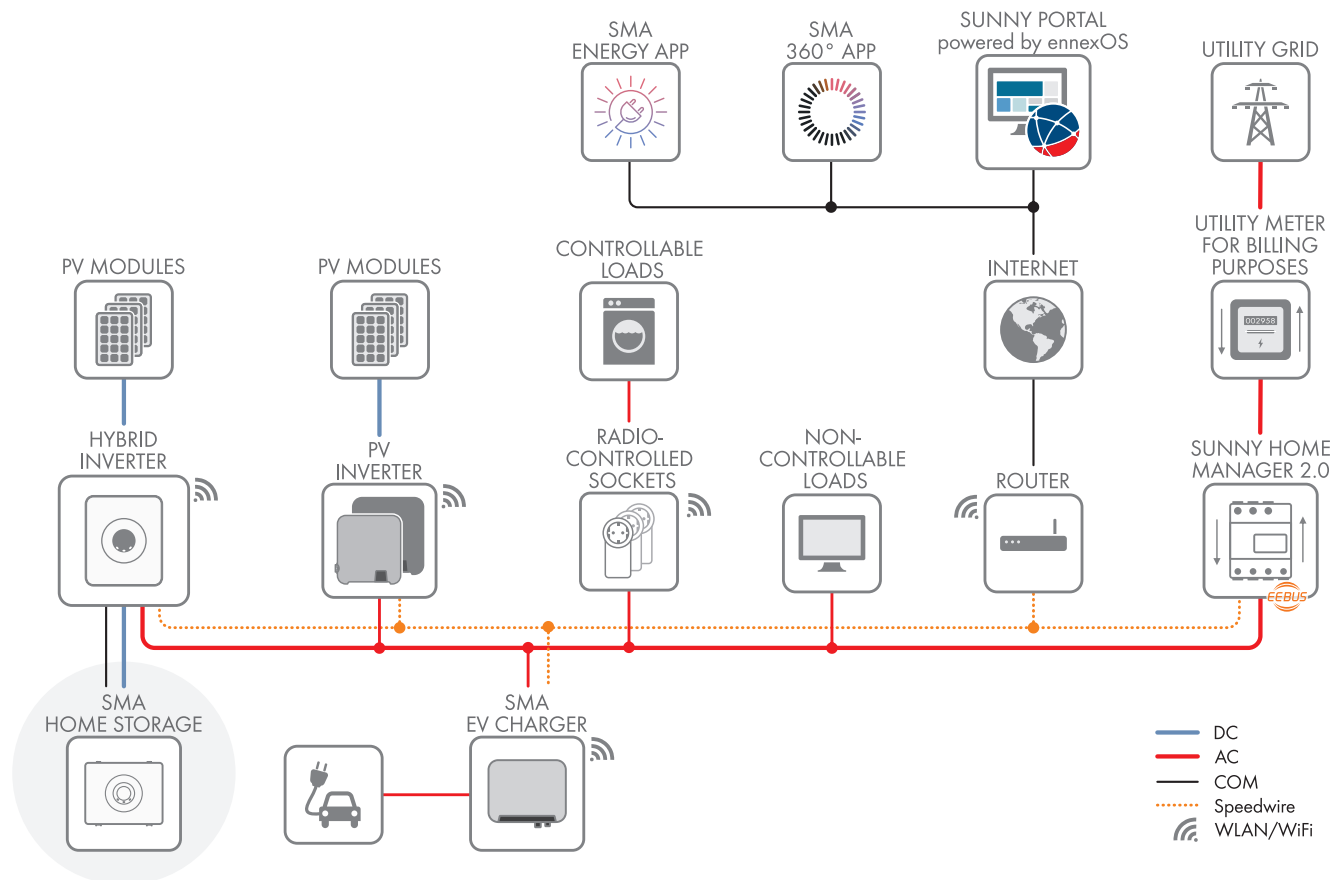 SMA
ENERGY APP
SMA
360° APP
SUNNY PORTAL
powered by ennexOS
UTILITY GRID
PV MODULES
PV MODULES
CONTROLLABLE
LOADS
INTERNET
UTILITY METER
FOR BILLING
PURPOSES
002958
HYBRID
INVERTER
PV
INVERTER
RADIO-
CONTROLLED
SOCKETS
NON-
CONTROLLABLE
LOADS
ROUTER
SUNNY HOME
MANAGER 2.0
EEBUS
SMA
HOME STORAGE
SMA
EV CHARGER
DC
AC
COM
Speedwire
WLAN/WiFi